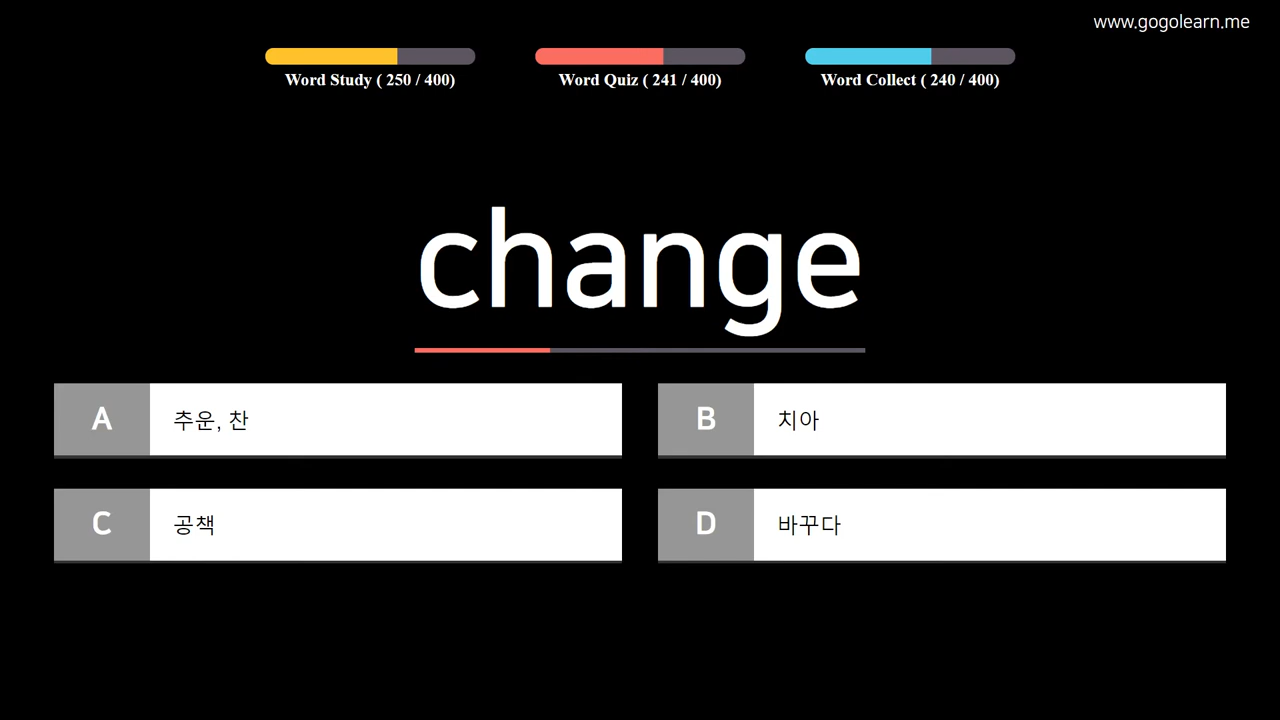 www.gogolearn.me
Word Study ( 250 / 400)
Word Quiz ( 241 / 400)
Word Collect ( 240 / 400)
change
A 추운, 찬
B 치아
C 공책
D 바꾸다